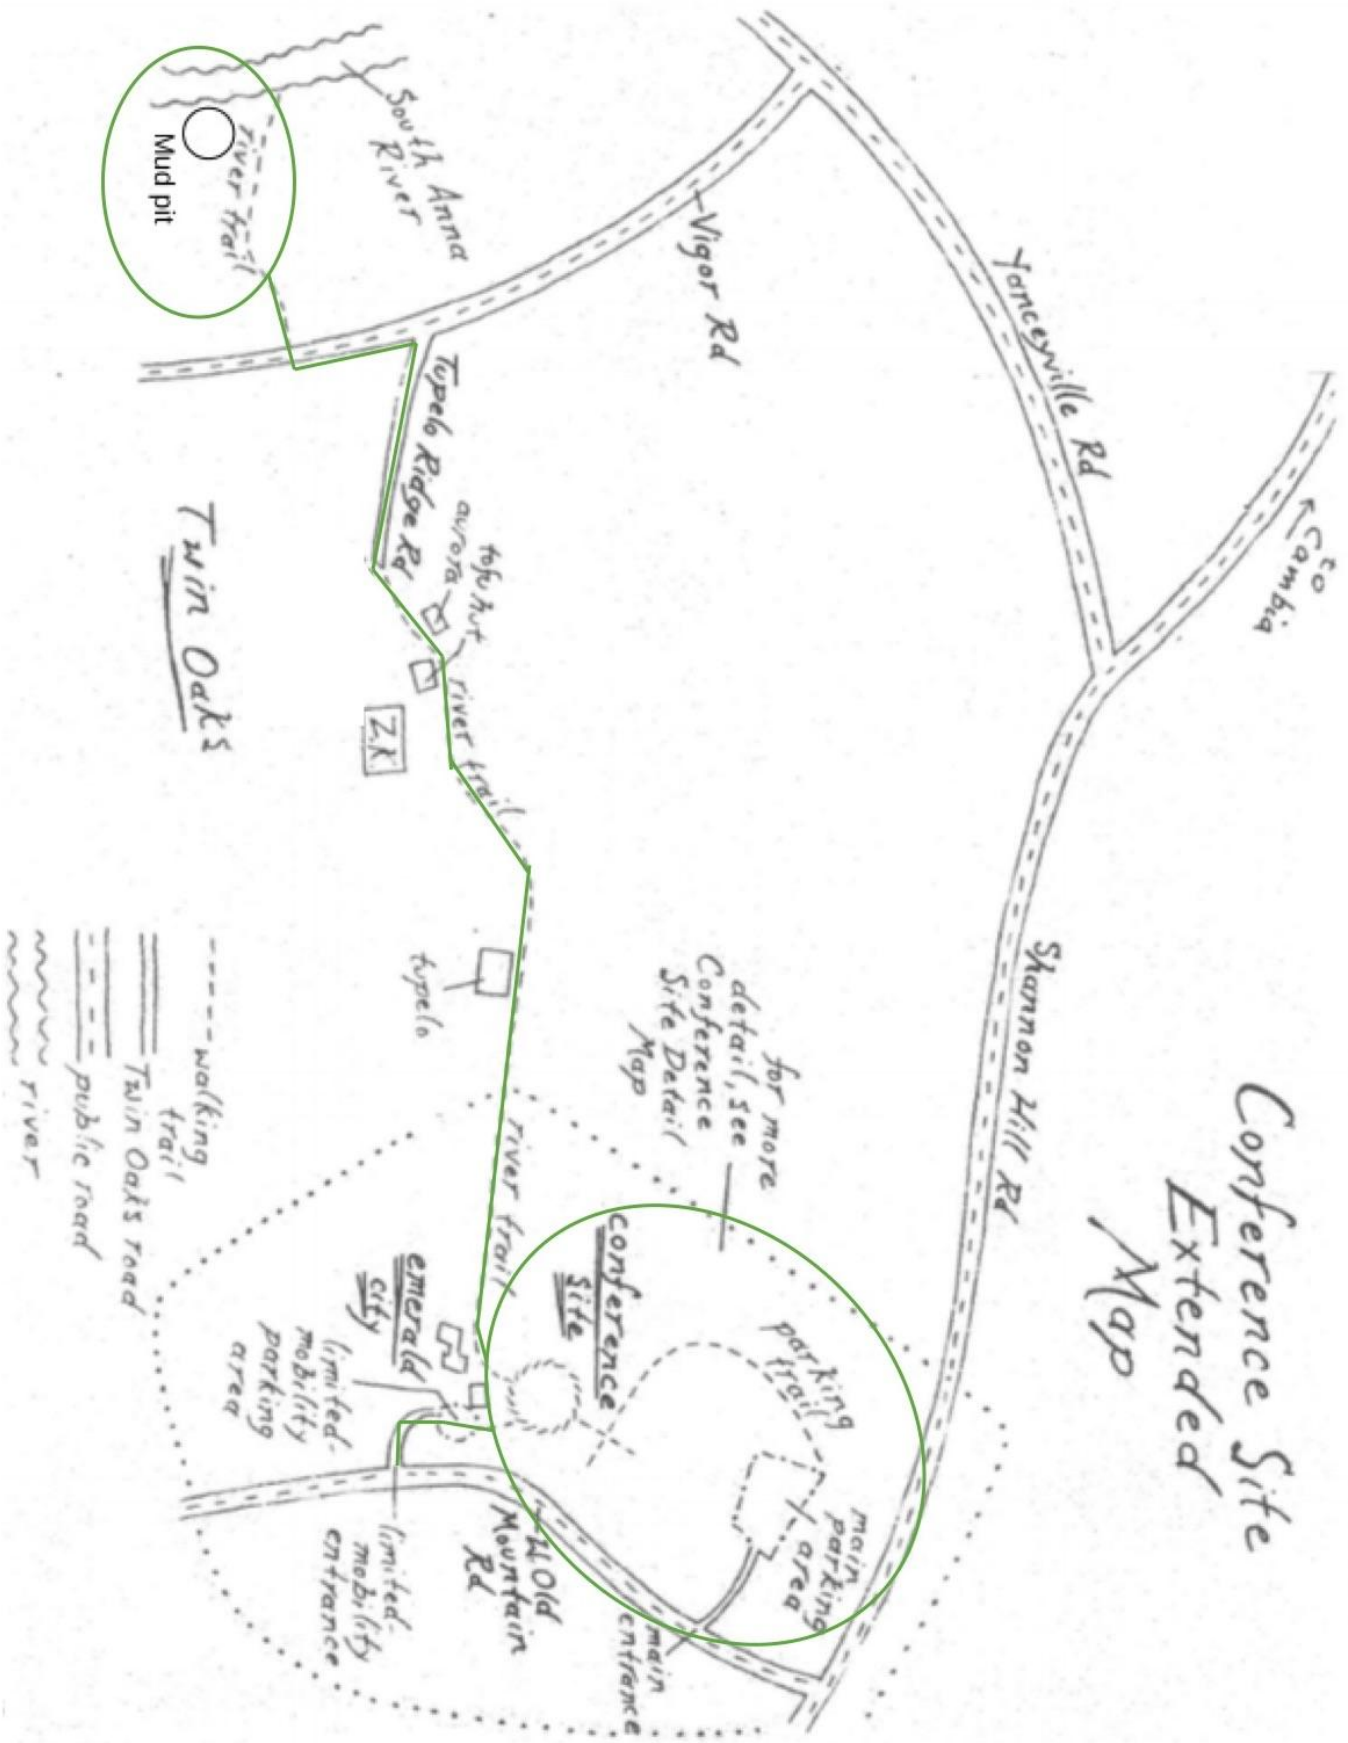 Conference Site
Extended
Map
to
Cambia
Yanceyville Rd
Vigor Rd
South Anna
River
river trail
Mud pit
Tupelo Ridge Rd
tofu hut
aurora
river trail
ZK
Twin Oaks
tupelo
Shannon Hill Rd
for more
detail, see
Conference
Site Detail
Map
river trail
conference
site
parking
trail
main
parking
area
emerald
city
limited-
mobility
parking
area
limited-
mobility
entrance
Old
Mountain
Rd
main
entrance
walking
trail
Twin Oaks road
public road
river